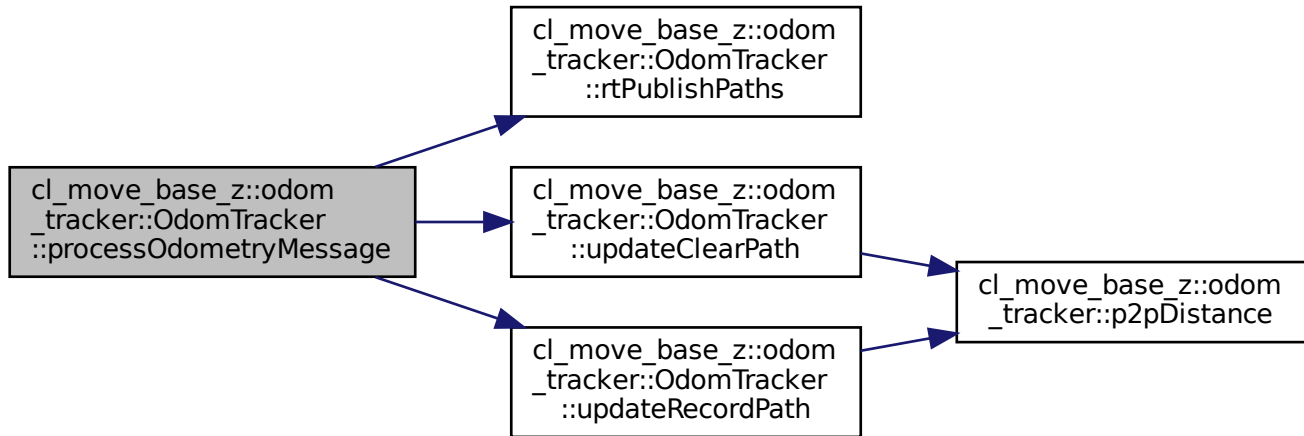 cl_move_base_z::odom
_tracker::OdomTracker
::processOdometryMessage
cl_move_base_z::odom
_tracker::OdomTracker
::rtPublishPaths
cl_move_base_z::odom
_tracker::OdomTracker
::updateClearPath
cl_move_base_z::odom
_tracker::OdomTracker
::updateRecordPath
cl_move_base_z::odom
_tracker::p2pDistance